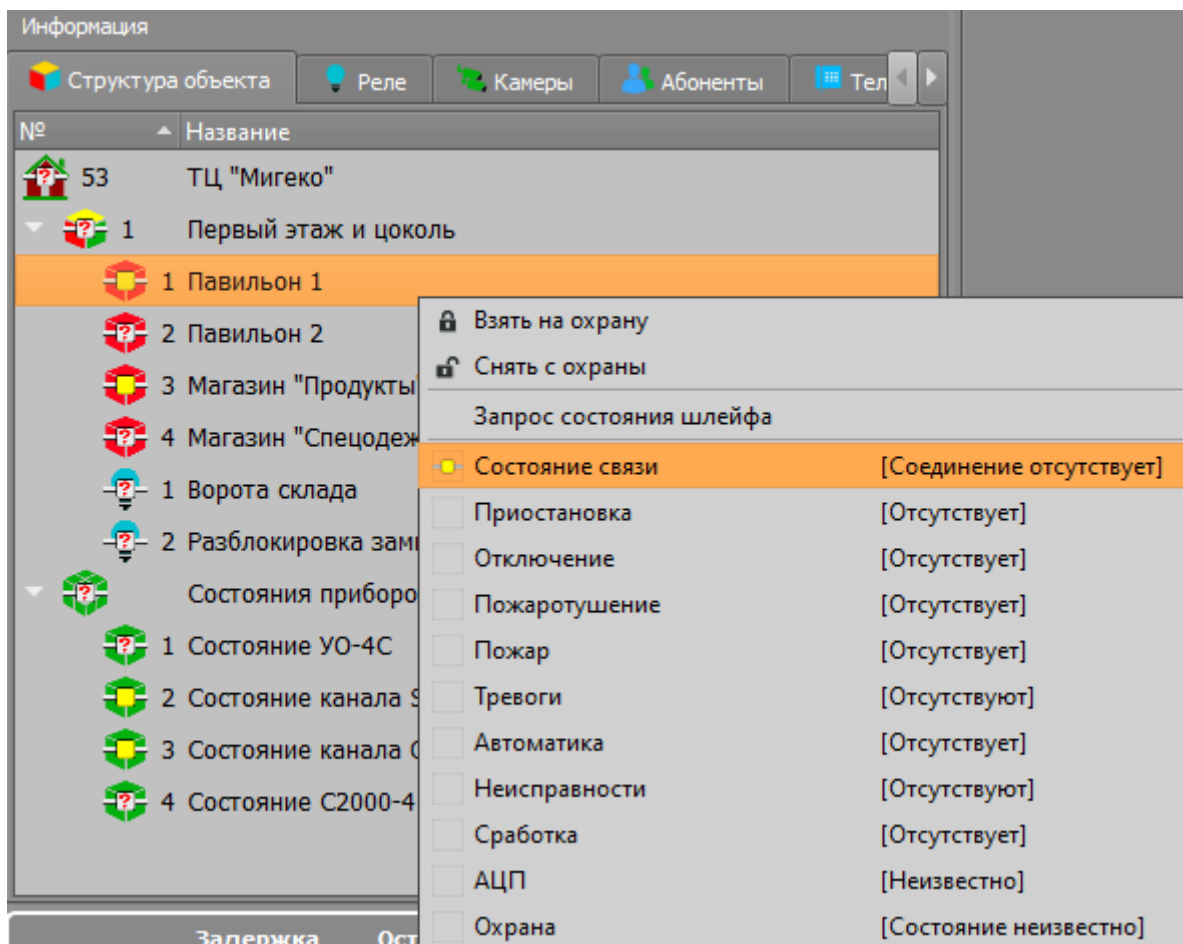 Информация
Структура объекта Реле Камеры Абоненты Тел
№ Название
53 ТЦ "Мигеко"
1 Первый этаж и цоколь
1 Павильон 1
2 Павильон 2
3 Магазин "Продукты"
4 Магазин "Спецодеж
1 Ворота склада
2 Разблокировка зам
Состояния приборо
1 Состояние УО-4С
2 Состояние канала S
3 Состояние канала
4 Состояние С2000-4
Взять на охрану
Снять с охраны
Запрос состояния шлейфа
Состояние связи [Соединение отсутствует]
Приостановка [Отсутствует]
Отключение [Отсутствует]
Пожаротушение [Отсутствует]
Пожар [Отсутствует]
Тревоги [Отсутствуют]
Автоматика [Отсутствует]
Неисправности [Отсутствуют]
Сработка [Отсутствует]
АЦП [Неизвестно]
Охрана [Состояние неизвестно]
Задержка Ост